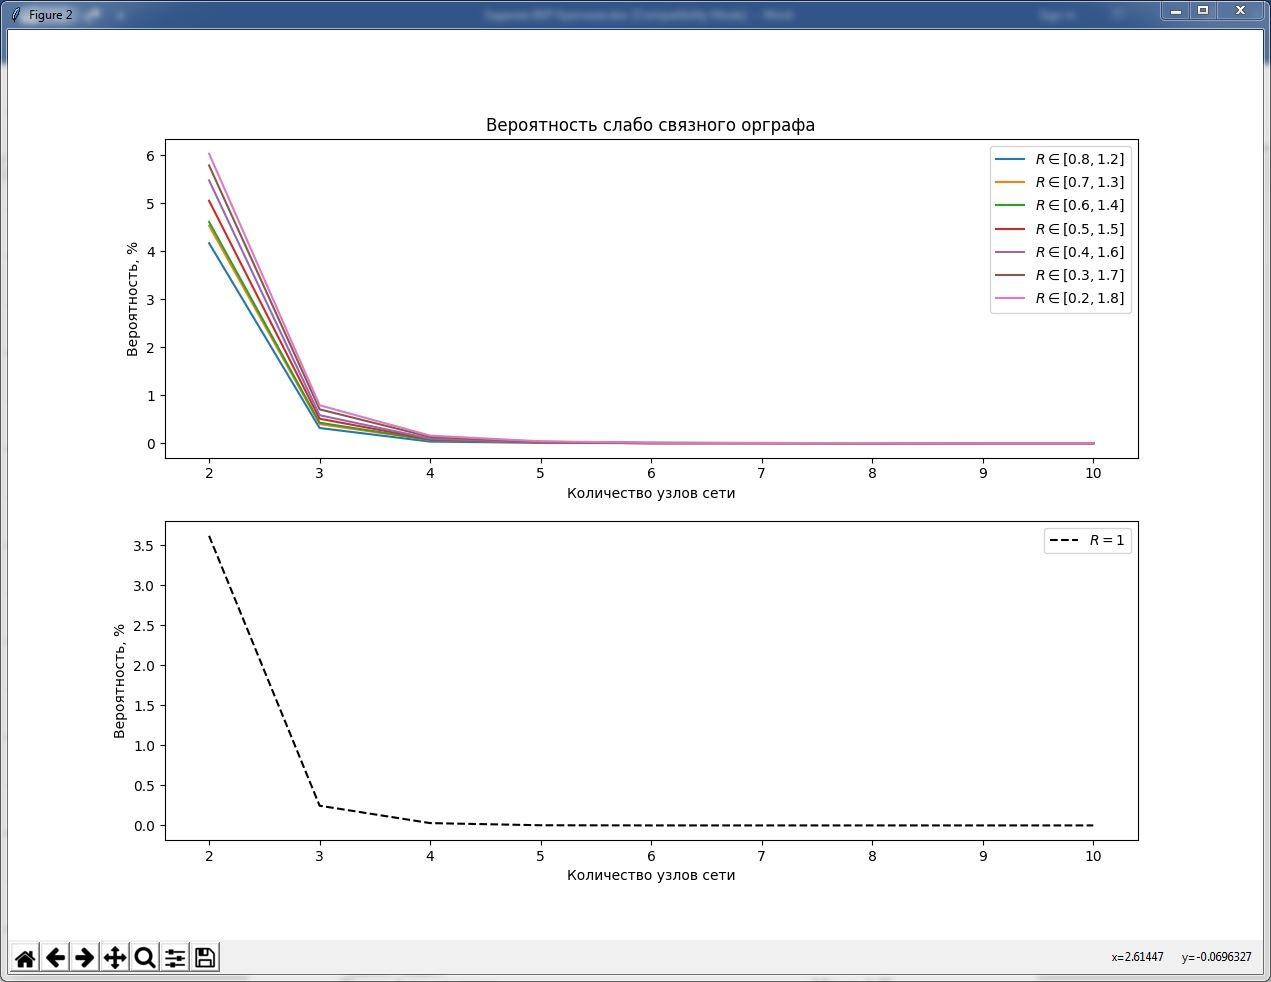 Figure 2
Вероятность слабо связного орграфа
Вероятность, %
6
5
4
3
2
1
0
R ∈ [0.8, 1.2]
R ∈ [0.7, 1.3]
R ∈ [0.6, 1.4]
R ∈ [0.5, 1.5]
R ∈ [0.4, 1.6]
R ∈ [0.3, 1.7]
R ∈ [0.2, 1.8]
2 3 4 5 6 7 8 9 10
Количество узлов сети
Вероятность, %
3.5
3.0
2.5
2.0
1.5
1.0
0.5
0.0
R = 1
2 3 4 5 6 7 8 9 10
Количество узлов сети
x=2.61447 y=-0.0696327